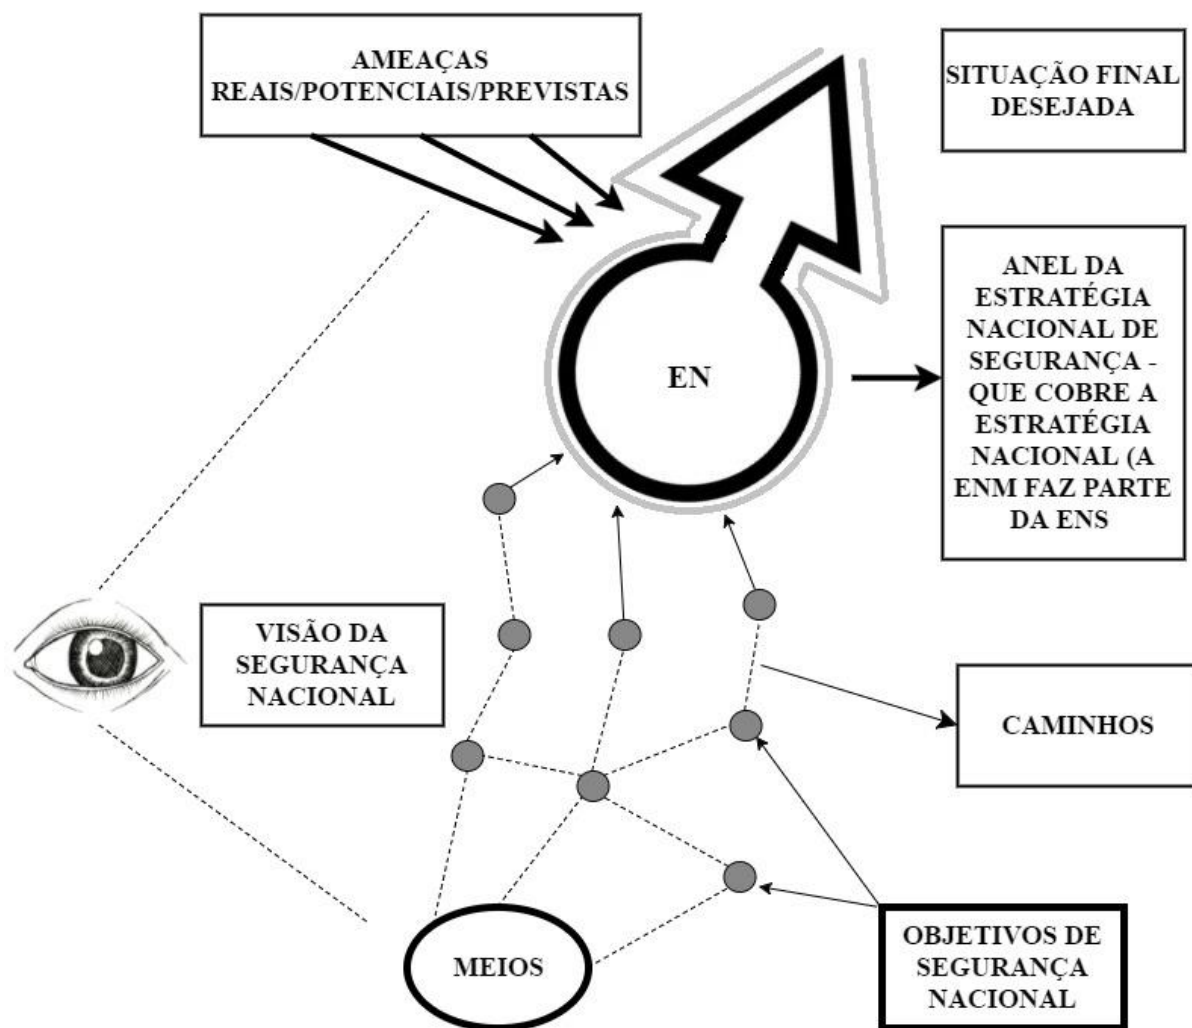 AMEAÇAS
REAIS/POTENCIAIS/PREVISTAS
SITUAÇÃO FINAL
DESEJADA
ANEL DA
ESTRATÉGIA
NACIONAL DE
SEGURANÇA -
QUE COBRE A
ESTRATÉGIA
NACIONAL (A
ENM FAZ PARTE
DA ENS
EN
VISÃO DA
SEGURANÇA
NACIONAL
CAMINHOS
MEIOS
OBJETIVOS DE
SEGURANÇA
NACIONAL